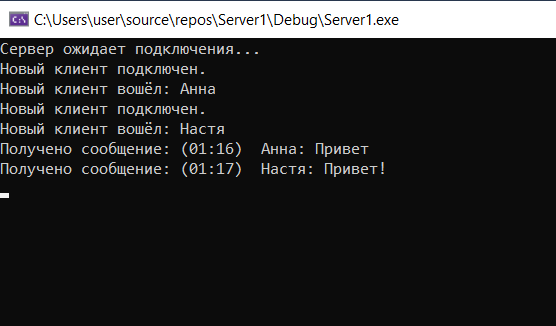 C:\Users\user\source\repos\Server1\Debug\Server1.exe
Сервер ожидает подключения...
Новый клиент подключен.
Новый клиент вошёл: Анна
Новый клиент подключен.
Новый клиент вошёл: Настя
Получено сообщение: (01:16)  Анна: Привет
Получено сообщение: (01:17)  Настя: Привет!